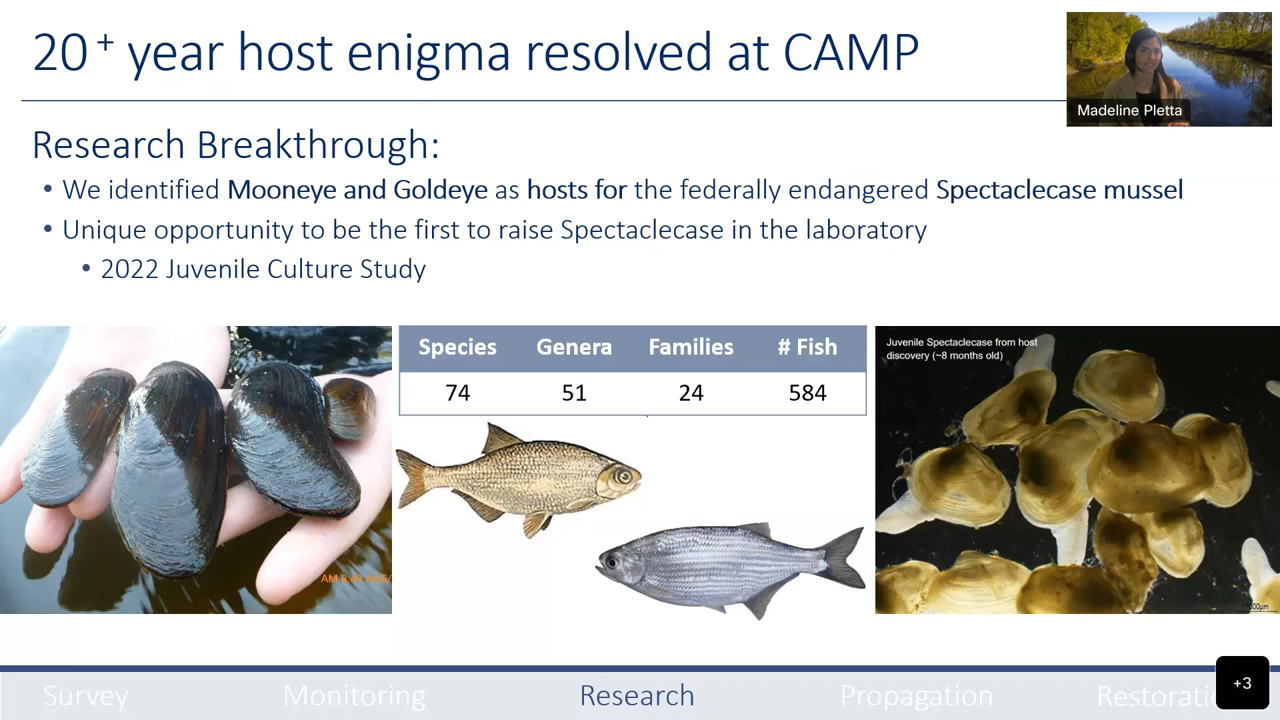 20+ year host enigma resolved at CAMP
Madeline Pletta
Research Breakthrough:
• We identified Mooneye and Goldeye as hosts for the federally endangered Spectaclecase mussel
• Unique opportunity to be the first to raise Spectaclecase in the laboratory
• 2022 Juvenile Culture Study
Species Genera Families # Fish
74 51 24 584
Juvenile Spectaclecase from host
discovery (~8 months old)
Survey Monitoring Research Propagation
+3